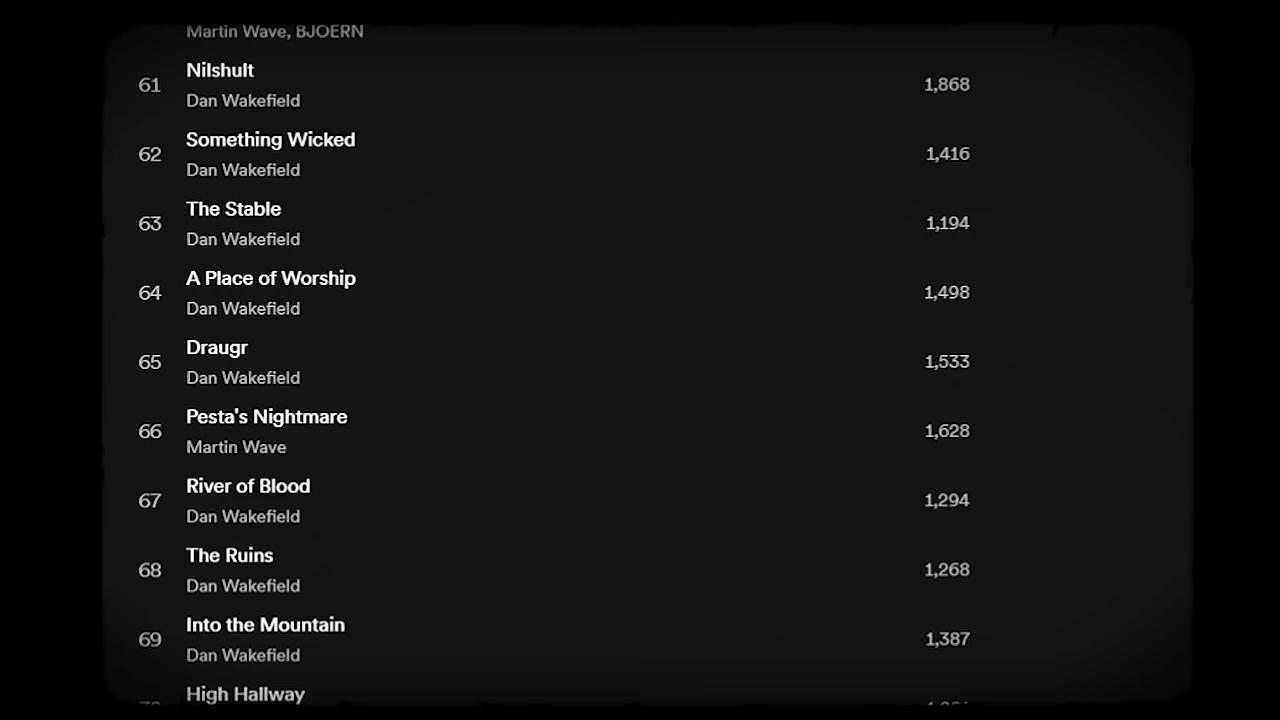 Martin Wave, BJOERN
61 Nilshult 1,868
Dan Wakefield
62 Something Wicked 1,416
Dan Wakefield
63 The Stable 1,194
Dan Wakefield
64 A Place of Worship 1,498
Dan Wakefield
65 Draugr 1,533
Dan Wakefield
66 Pesta's Nightmare 1,628
Martin Wave
67 River of Blood 1,294
Dan Wakefield
68 The Ruins 1,268
Dan Wakefield
69 Into the Mountain 1,387
Dan Wakefield
High Hallway